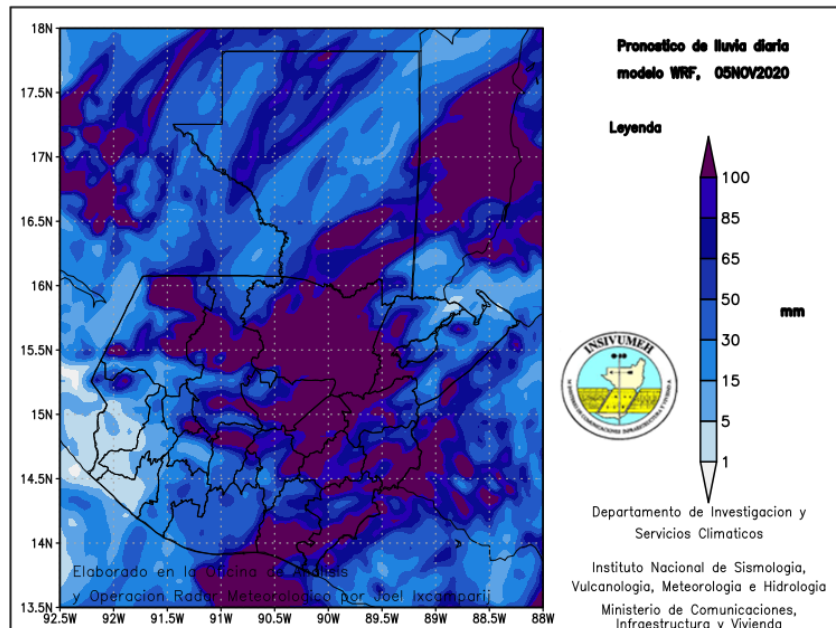 18N
17.5N
17N
16.5N
16N
15.5N
15N
14.5N
14N
13.5N
92.5W 92W 91.5W 91W 90.5W 90W 89.5W 89W 88.5W 88W
Elaborado en la Oficina de Analisis
y Operación Radar Meteorológico por Joel Ixcamparij
Pronostico de lluvia diaria
modelo WRF, 05NOV2020
Leyenda
100
85
65
50
30
15
5
1
mm
INSIVUMEH
Departamento de Investigacion y
Servicios Climaticos
Instituto Nacional de Sismologia,
Vulcanologia, Meteorologia e Hidrologia
Ministerio de Comunicaciones,
Infraestructura y Vivienda